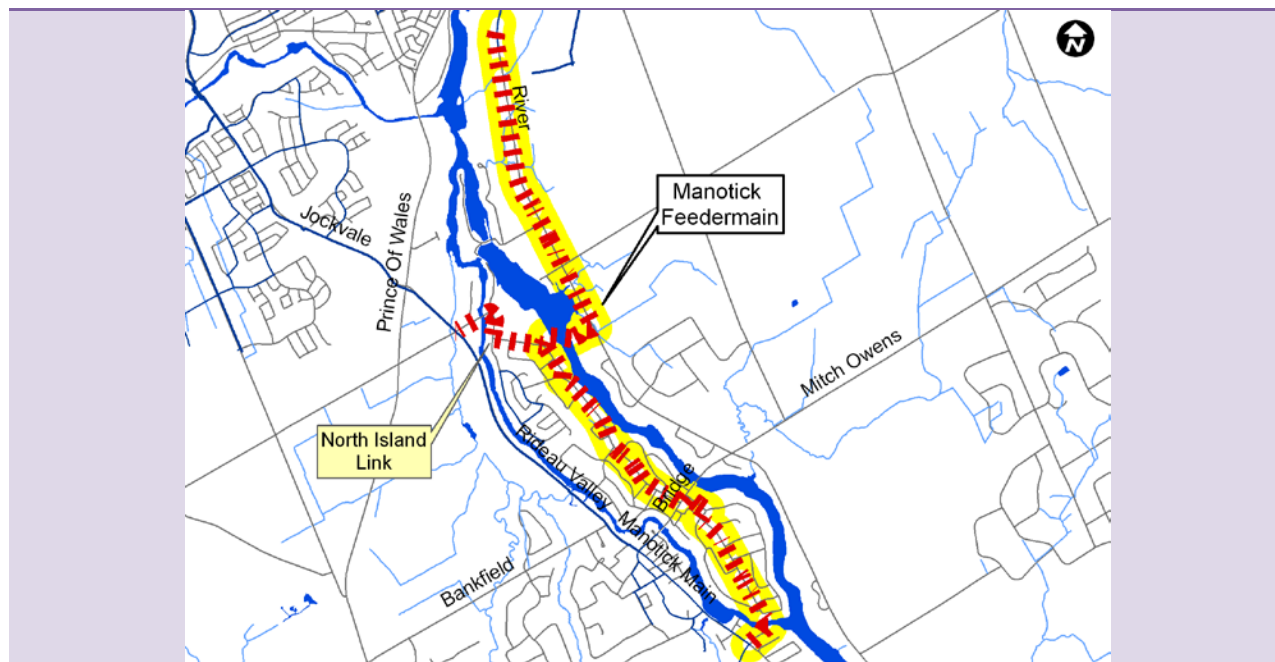 N
River
Manotick
Feedermain
Jockvale
Prince Of Wales
Mitch Owens
North Island
Link
Rideau Valley
Bridge
Manotick Main
Bankfield